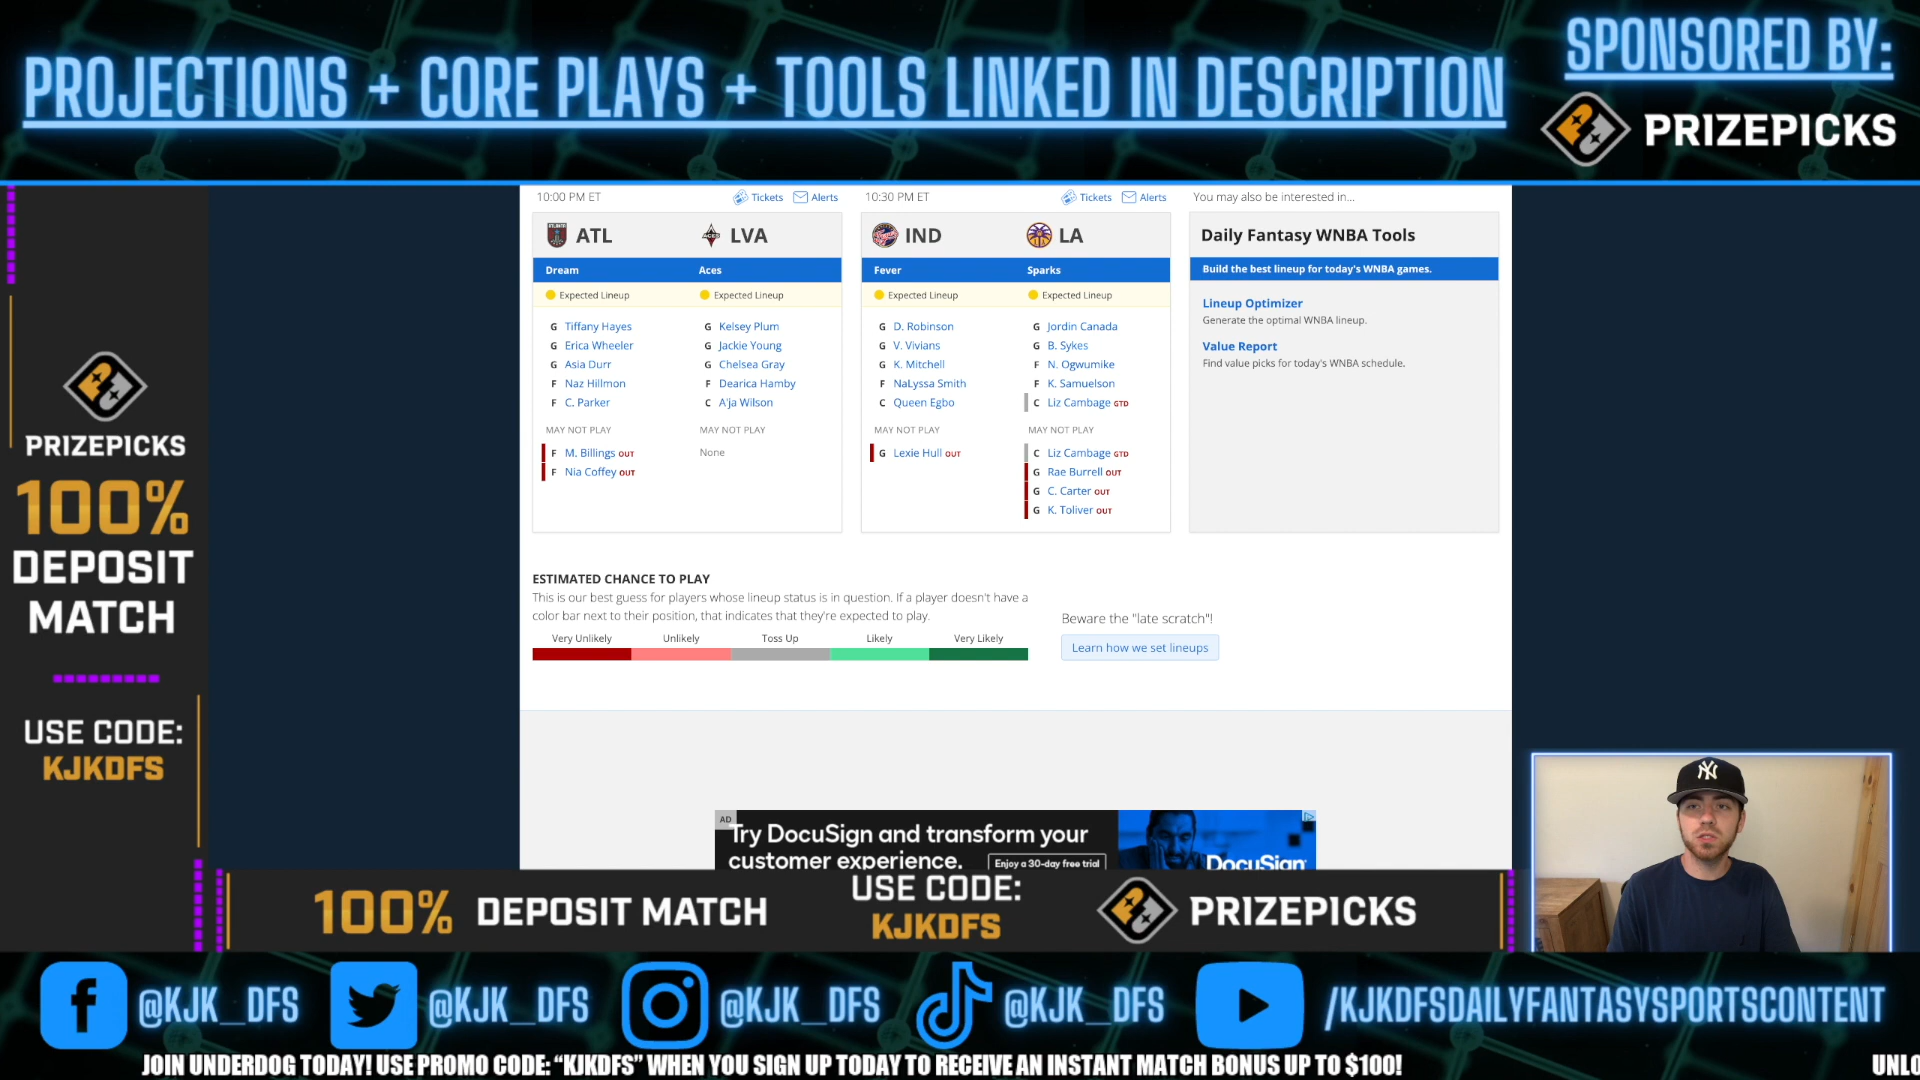 PROJECTIONS + CORE PLAYS + TOOLS LINKED IN DESCRIPTION
SPONSORED BY:
PRIZEPICKS
PRIZEPICKS
100%
DEPOSIT
MATCH
USE CODE:
KJKDFS
10:00 PM ET
Tickets
Alerts
ATL
LVA
Dream
Aces
Expected Lineup
Expected Lineup
G Tiffany Hayes
G Erica Wheeler
G Asia Durr
F Naz Hillmon
F C. Parker
MAY NOT PLAY
F M. Billings OUT
F Nia Coffey OUT
G Kelsey Plum
G Jackie Young
G Chelsea Gray
F Dearica Hamby
C A'ja Wilson
MAY NOT PLAY
None
10:30 PM ET
Tickets
Alerts
IND
LA
Fever
Sparks
Expected Lineup
Expected Lineup
G D. Robinson
G V. Vivians
G K. Mitchell
F NaLyssa Smith
C Queen Egbo
MAY NOT PLAY
G Lexie Hull OUT
G Jordin Canada
G B. Sykes
F N. Ogwumike
F K. Samuelson
C Liz Cambage GTD
MAY NOT PLAY
C Liz Cambage GTD
G Rae Burrell OUT
G C. Carter OUT
G K. Toliver OUT
You may also be interested in...
Daily Fantasy WNBA Tools
Build the best lineup for today's WNBA games.
Lineup Optimizer
Generate the optimal WNBA lineup.
Value Report
Find value picks for today's WNBA schedule.
ESTIMATED CHANCE TO PLAY
This is our best guess for players whose lineup status is in question. If a player doesn't have a
color bar next to their position, that indicates that they're expected to play.
Very Unlikely
Unlikely
Toss Up
Likely
Very Likely
Beware the "late scratch"!
Learn how we set lineups
AD
Try DocuSign and transform your
customer experience.
Enjoy a 30-day free trial
DocuSign
NY
100% DEPOSIT MATCH
USE CODE:
KJKDFS
PRIZEPICKS
@KJK_DFS
@KJK_DFS
@KJK_DFS
@KJK_DFS
/KJKDFSDAILYFANTASYSPORTSCONTENT
JOIN UNDERDOG TODAY! USE PROMO CODE: “KJKDFS” WHEN YOU SIGN UP TODAY TO RECEIVE AN INSTANT MATCH BONUS UP TO $100!